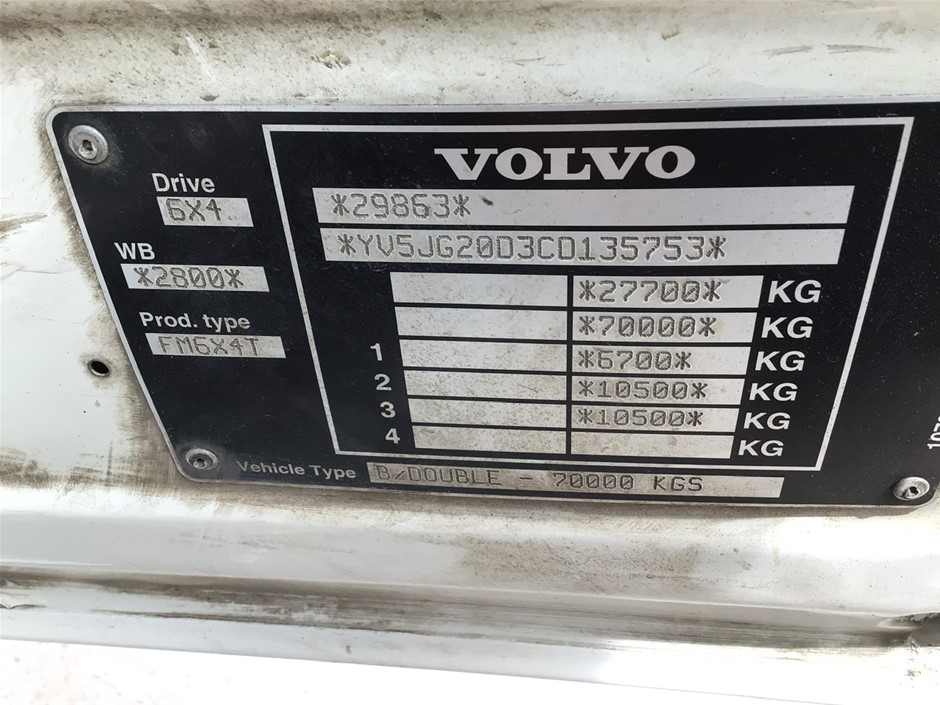 VOLVO
Drive
6X4
*29863*
WB
*2800*
*YV5JG20D3CD135753*
Prod. type
FM6X4T
*27700* KG
*70000* KG
1 *6700* KG
2 *10500* KG
3 *10500* KG
4 KG
Vehicle Type B/DOUBLE - 70000 KGS